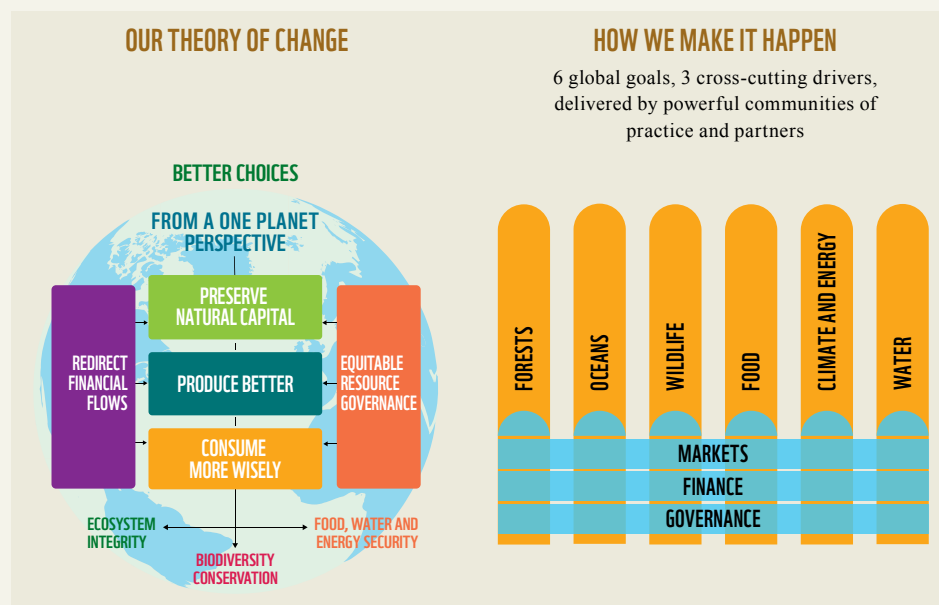 OUR THEORY OF CHANGE
BETTER CHOICES
FROM A ONE PLANET
PERSPECTIVE
PRESERVE
NATURAL CAPITAL
REDIRECT
FINANCIAL
FLOWS
PRODUCE BETTER
EQUITABLE
RESOURCE
GOVERNANCE
CONSUME
MORE WISELY
ECOSYSTEM
INTEGRITY
BIODIVERSITY
CONSERVATION
FOOD, WATER AND
ENERGY SECURITY
HOW WE MAKE IT HAPPEN
6 global goals, 3 cross-cutting drivers,
delivered by powerful communities of
practice and partners
FORESTS
OCEANS
WILDLIFE
FOOD
CLIMATE AND ENERGY
WATER
MARKETS
FINANCE
GOVERNANCE